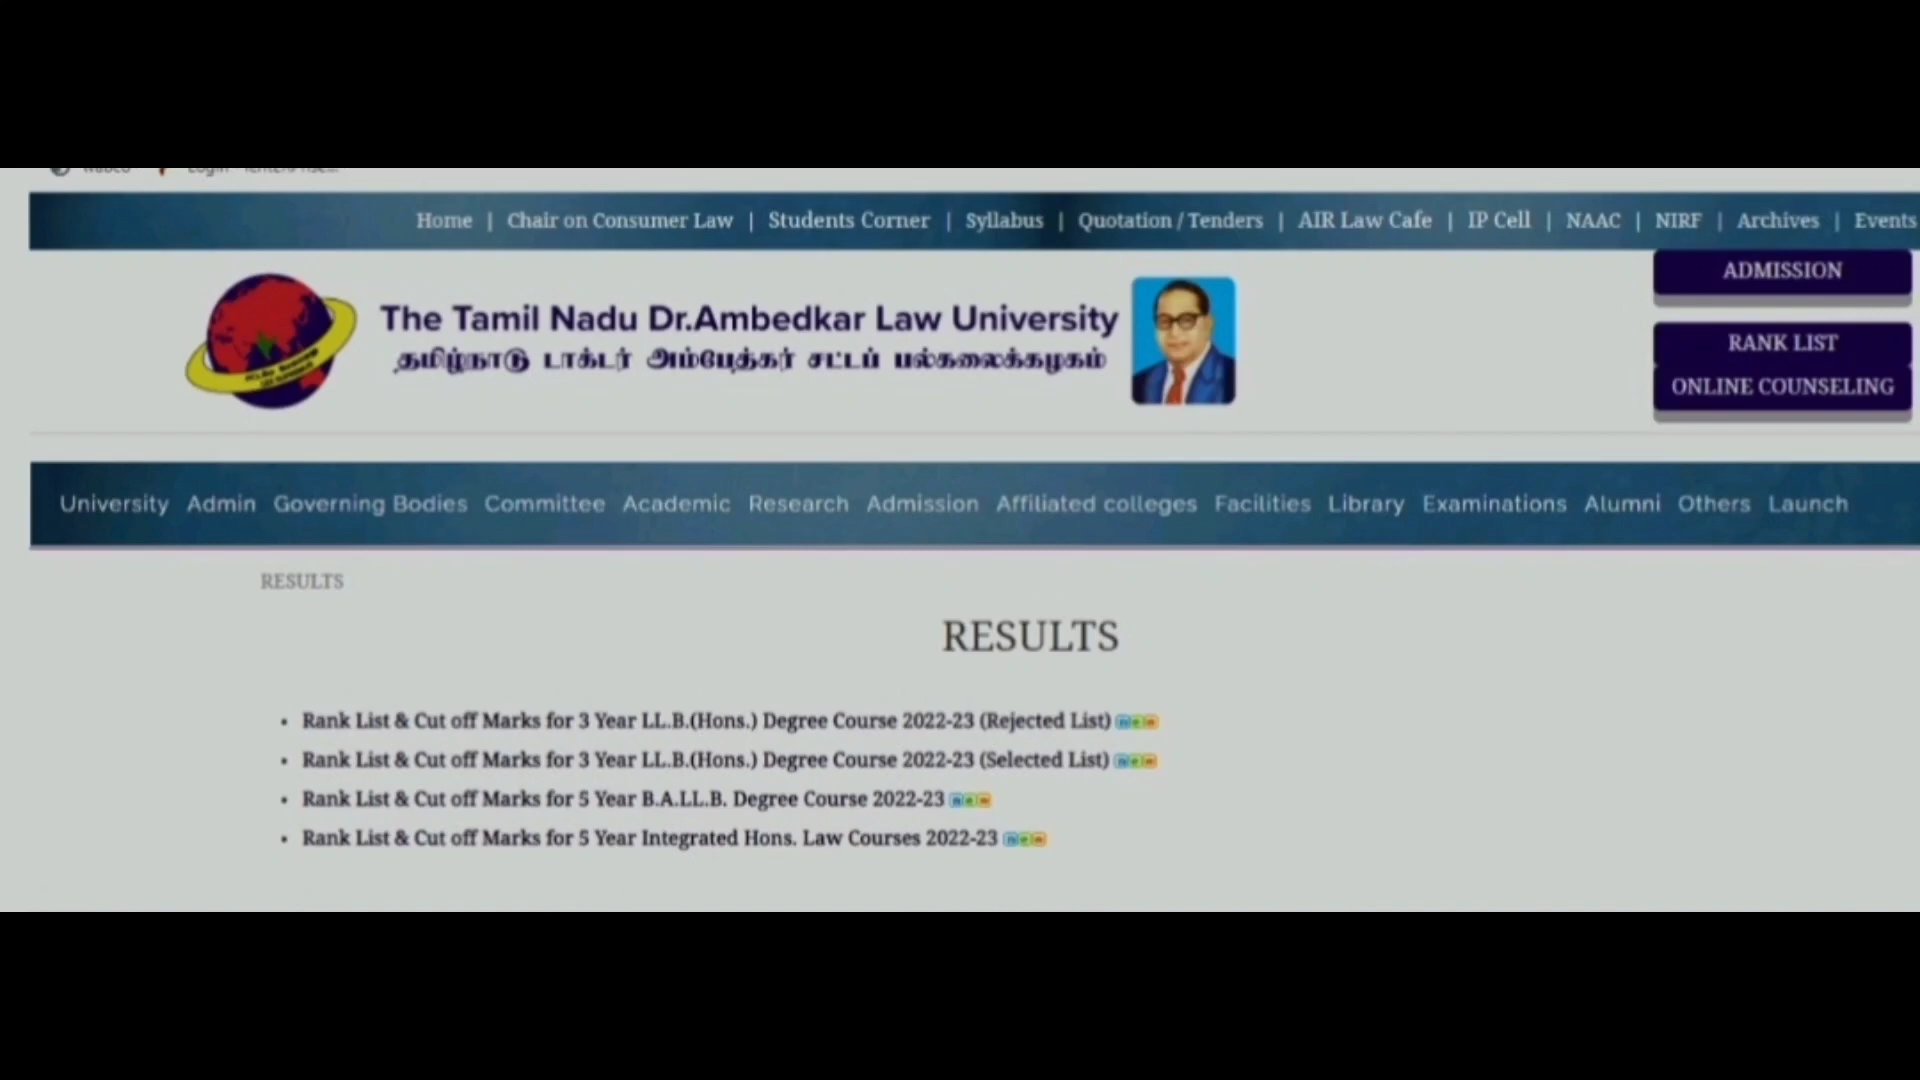 Home | Chair on Consumer Law | Students Corner | Syllabus | Quotation / Tenders | AIR Law Cafe | IP Cell | NAAC | NIRF | Archives | Events
ADMISSION
The Tamil Nadu Dr.Ambedkar Law University
தமிழ்நாடு டாக்டர் அம்பேத்கர் சட்டப் பல்கலைக்கழகம்
RANK LIST
ONLINE COUNSELING
University Admin Governing Bodies Committee Academic Research Admission Affiliated colleges Facilities Library Examinations Alumni Others Launch
RESULTS
RESULTS
• Rank List & Cut off Marks for 3 Year LL.B.(Hons.) Degree Course 2022-23 (Rejected List) new
• Rank List & Cut off Marks for 3 Year LL.B.(Hons.) Degree Course 2022-23 (Selected List) new
• Rank List & Cut off Marks for 5 Year B.A.LL.B. Degree Course 2022-23 new
• Rank List & Cut off Marks for 5 Year Integrated Hons. Law Courses 2022-23 new